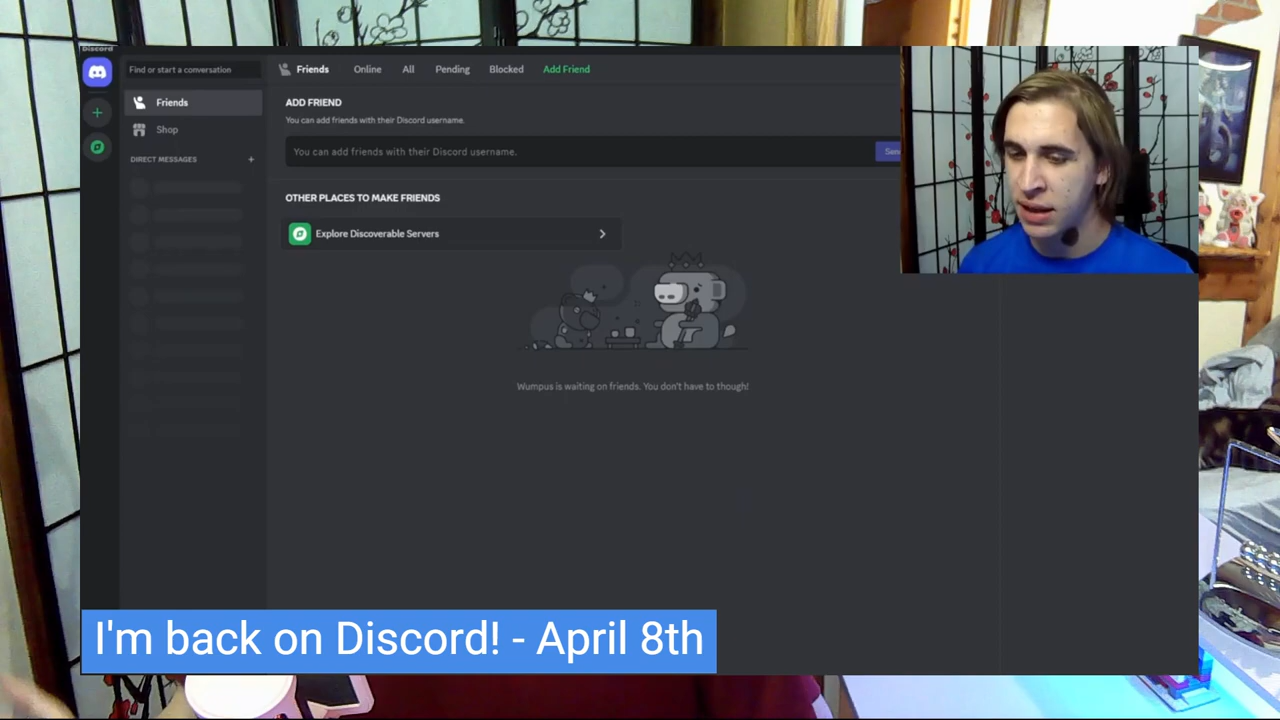 Discord
Find or start a conversation
Friends
Online
All
Pending
Blocked
Add Friend
Friends
Shop
DIRECT MESSAGES
ADD FRIEND
You can add friends with their Discord username.
You can add friends with their Discord username.
OTHER PLACES TO MAKE FRIENDS
Explore Discoverable Servers
Wumpus is waiting on friends. You don't have to though!
I'm back on Discord! - April 8th